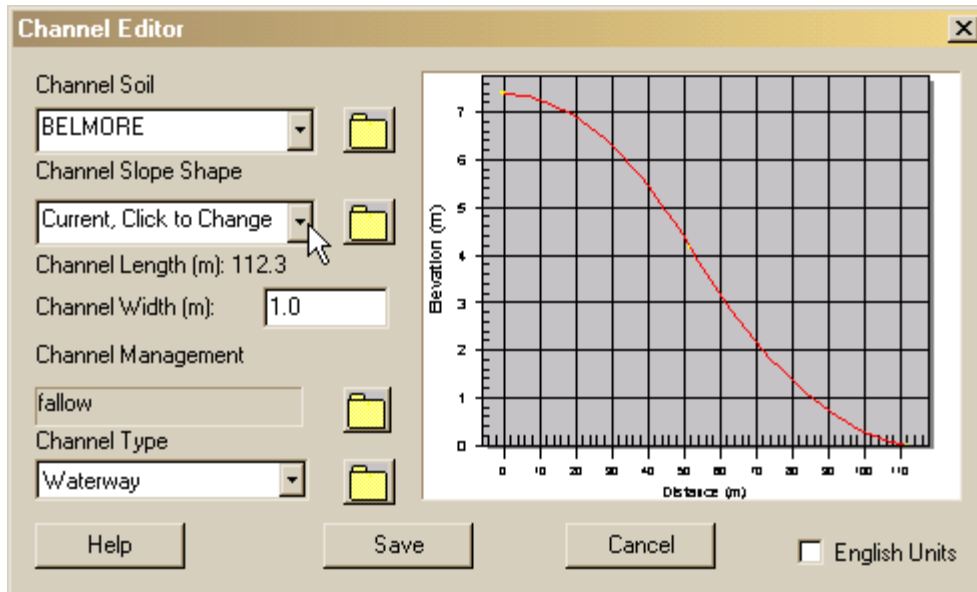 Channel Editor
Channel Soil
BELMORE
Channel Slope Shape
Current, Click to Change
Channel Length (m): 112.3
Channel Width (m): 1.0
Channel Management
fallow
Channel Type
Waterway
Help Save Cancel English Units
Elevation (m)
7
6
5
4
3
2
1
0
0 10 20 30 40 50 60 70 80 90 100 110
Distance (m)